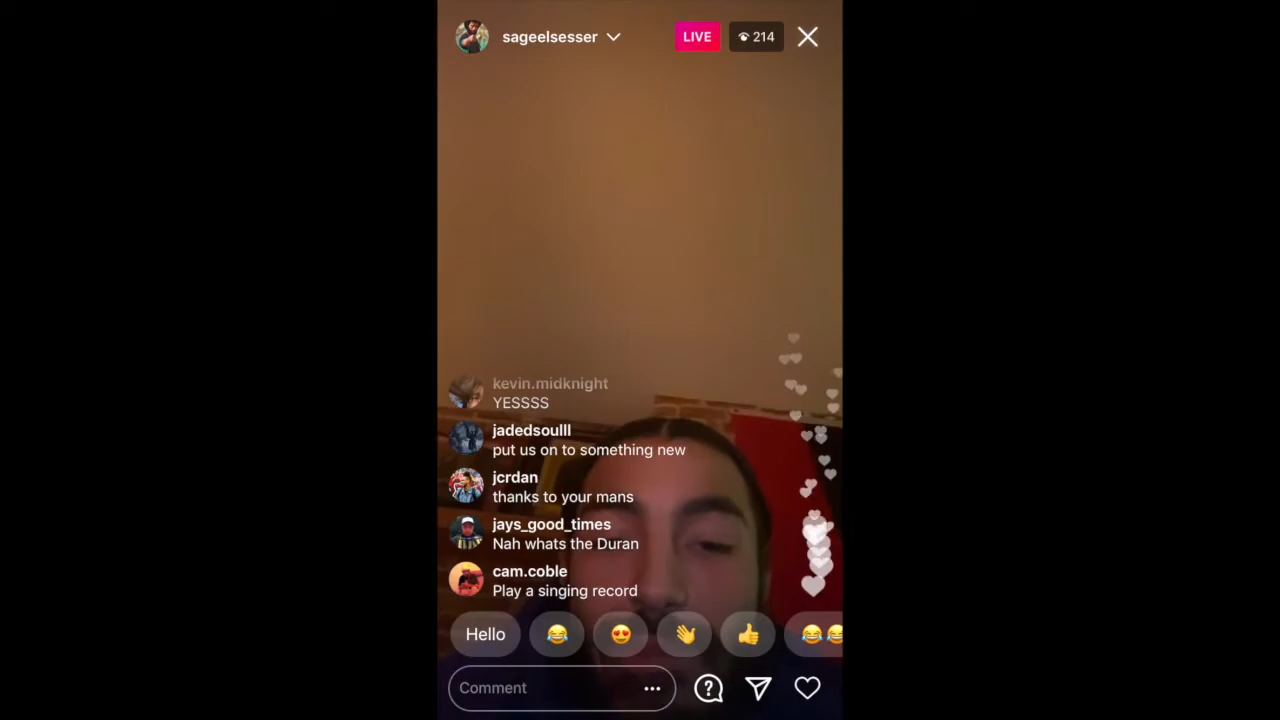 sageelsesser
LIVE
214
kevin.midknight
YESSSS
jadedsoulll
put us on to something new
jcrdan
thanks to your mans
jays_good_times
Nah whats the Duran
cam.coble
Play a singing record
Hello
Comment